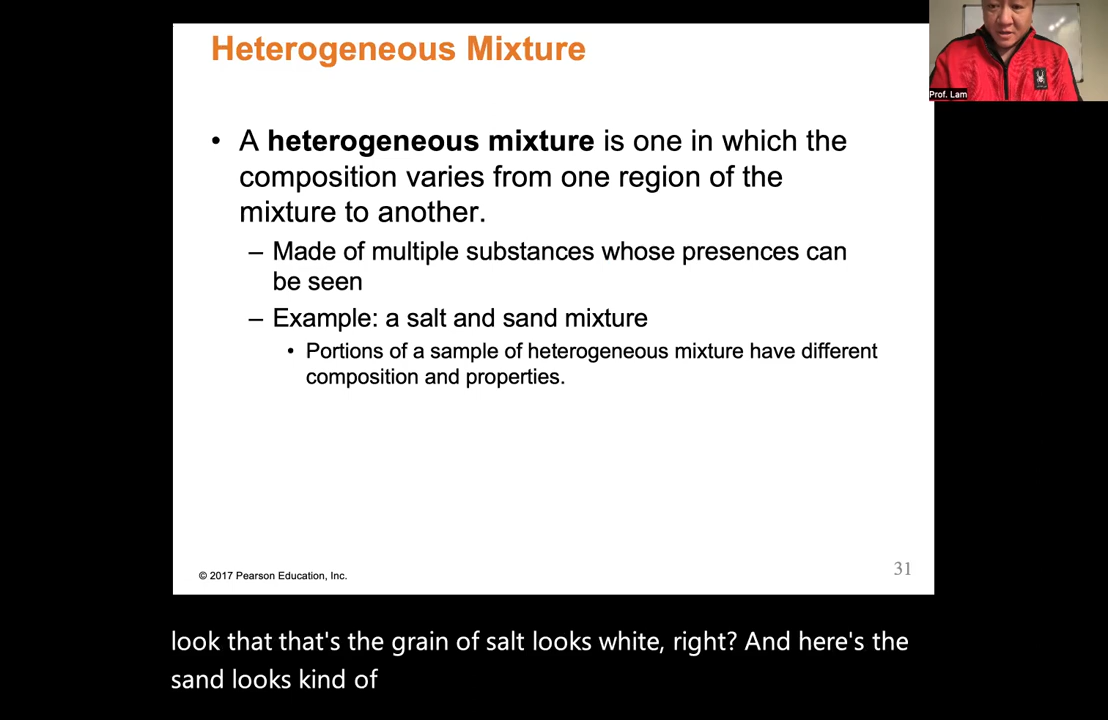 Heterogeneous Mixture
Prof. Lam
• A heterogeneous mixture is one in which the
composition varies from one region of the
mixture to another.
– Made of multiple substances whose presences can
be seen
– Example: a salt and sand mixture
• Portions of a sample of heterogeneous mixture have different
composition and properties.
© 2017 Pearson Education, Inc.
31
look that that's the grain of salt looks white, right? And here's the
sand looks kind of